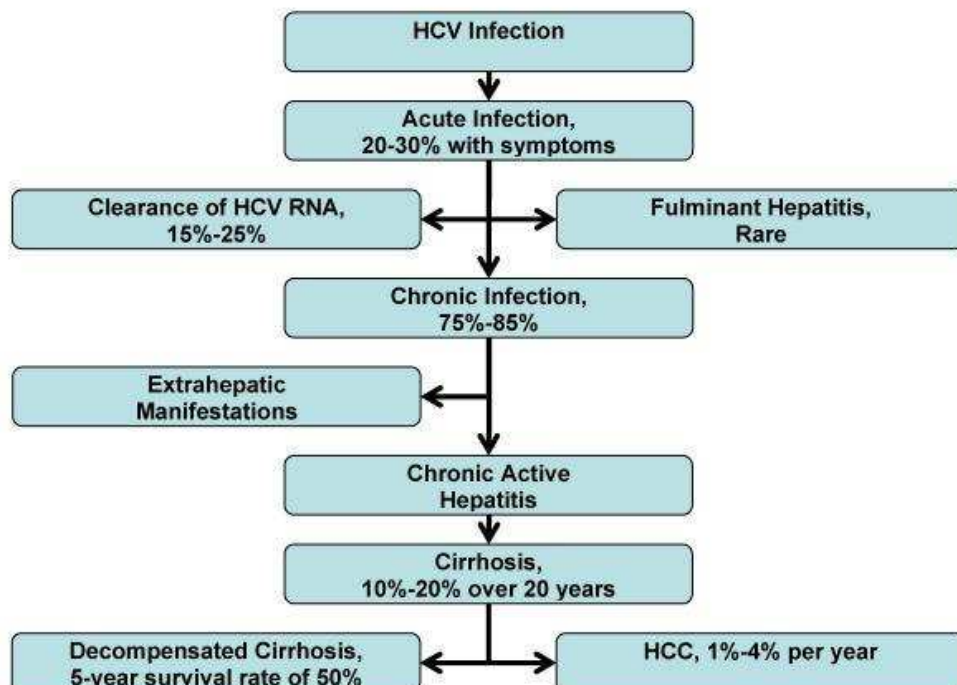 HCV Infection
Acute Infection,
20-30% with symptoms
Clearance of HCV RNA,
15%-25%
Fulminant Hepatitis,
Rare
Chronic Infection,
75%-85%
Extrahepatic
Manifestations
Chronic Active
Hepatitis
Cirrhosis,
10%-20% over 20 years
Decompensated Cirrhosis,
5-year survival rate of 50%
HCC, 1%-4% per year